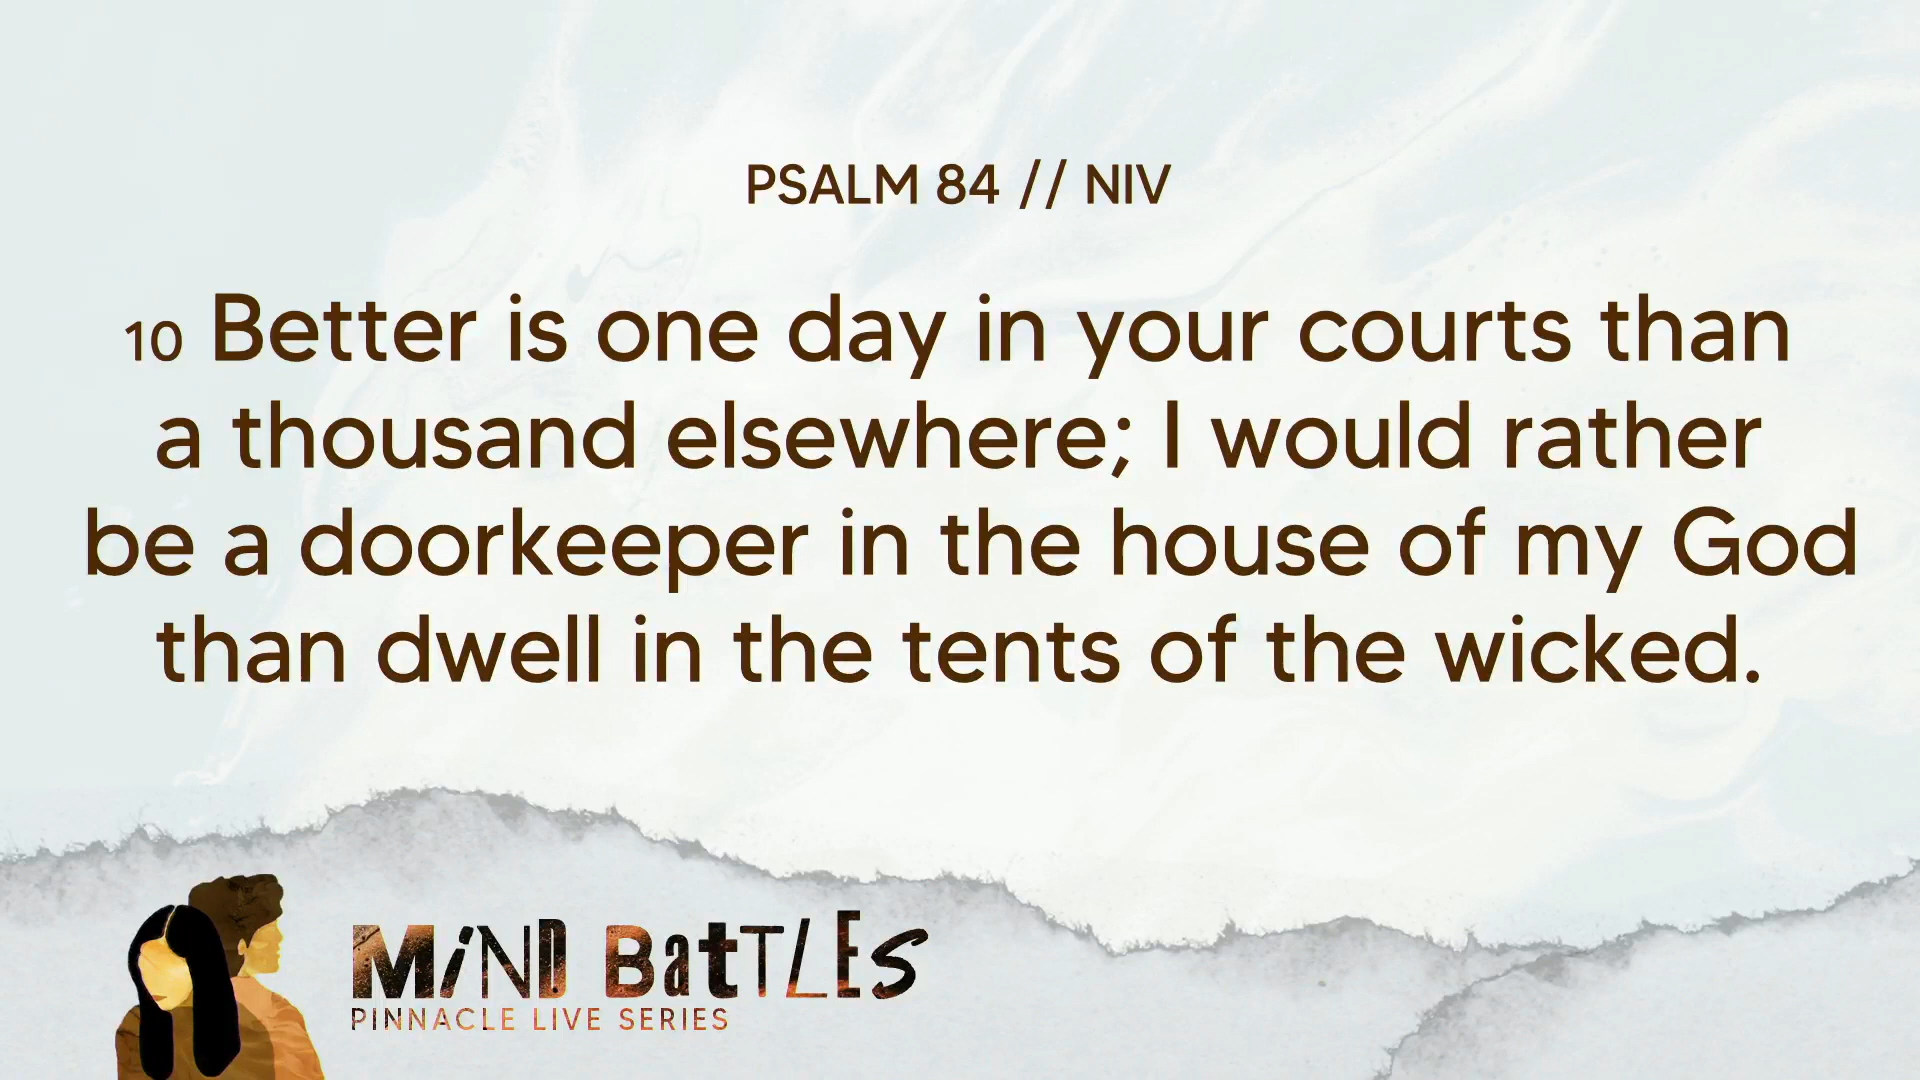 PSALM 84 // NIV
10 Better is one day in your courts than
a thousand elsewhere; I would rather
be a doorkeeper in the house of my God
than dwell in the tents of the wicked.
MiND BatTLES
PINNACLE LIVE SERIES